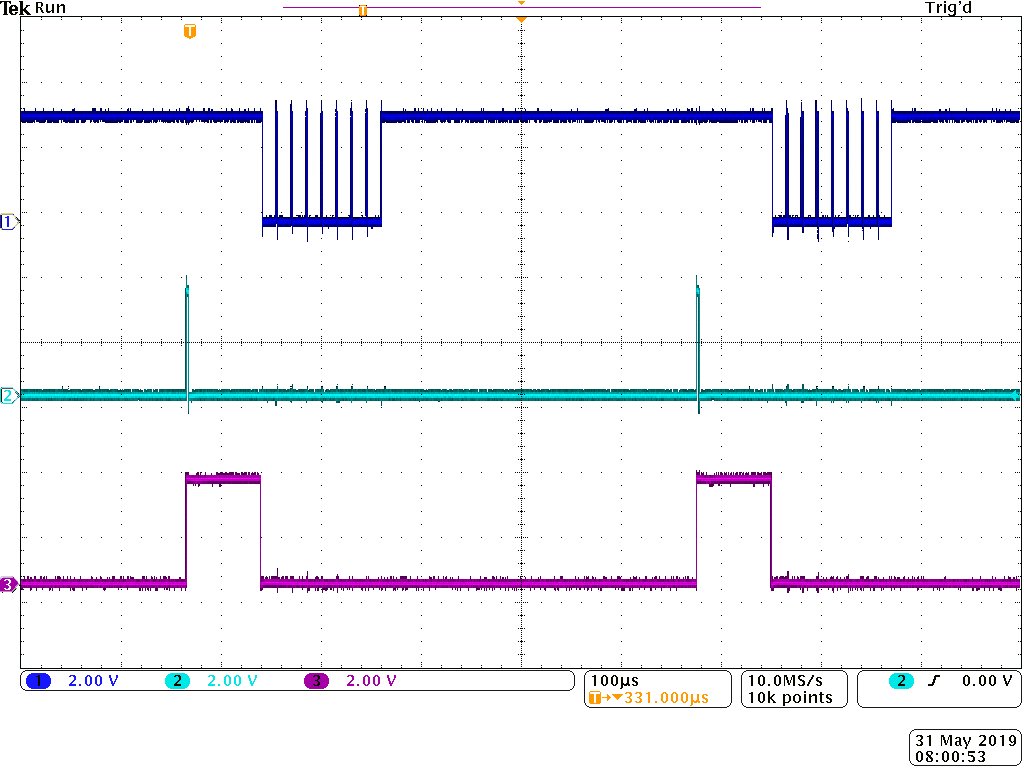 Tek Run Trig'd
T
T
1
2
3
1 2.00 V 2 2.00 V 3 2.00 V
100µs
T→▼331.000µs
10.0MS/s
10k points
2 0.00 V
31 May 2019
08:00:53